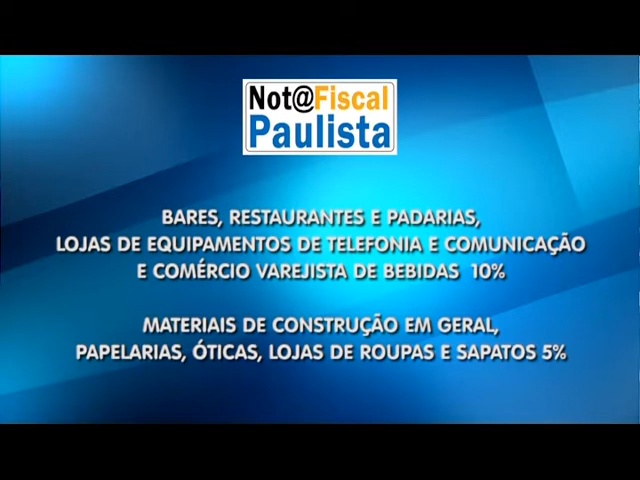 Not@Fiscal
Paulista
BARES, RESTAURANTES E PADARIAS,
LOJAS DE EQUIPAMENTOS DE TELEFONIA E COMUNICAÇÃO
E COMÉRCIO VAREJISTA DE BEBIDAS 10%
MATERIAIS DE CONSTRUÇÃO EM GERAL,
PAPELARIAS, ÓTICAS, LOJAS DE ROUPAS E SAPATOS 5%